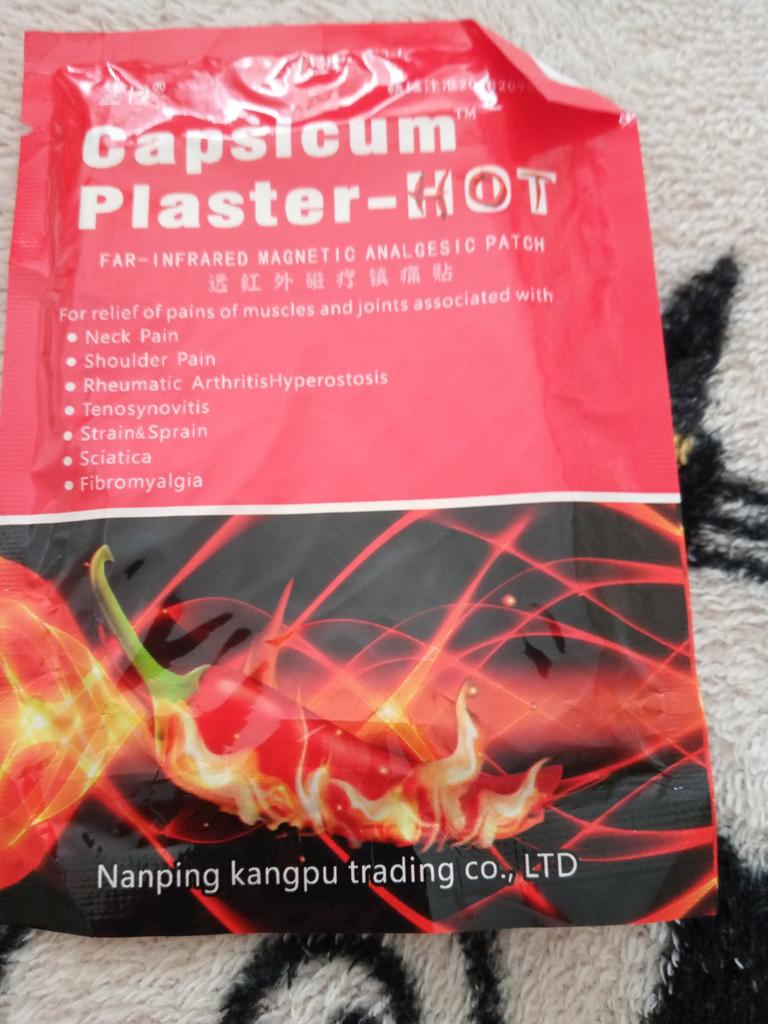 Capsicum™
Plaster-HOT
FAR-INFRARED MAGNETIC ANALGESIC PATCH
远红外磁疗镇痛贴
For relief of pains of muscles and joints associated with
• Neck Pain
• Shoulder Pain
• Rheumatic ArthritisHyperostosis
• Tenosynovitis
• Strain&Sprain
• Sciatica
• Fibromyalgia
Nanping kangpu trading co., LTD